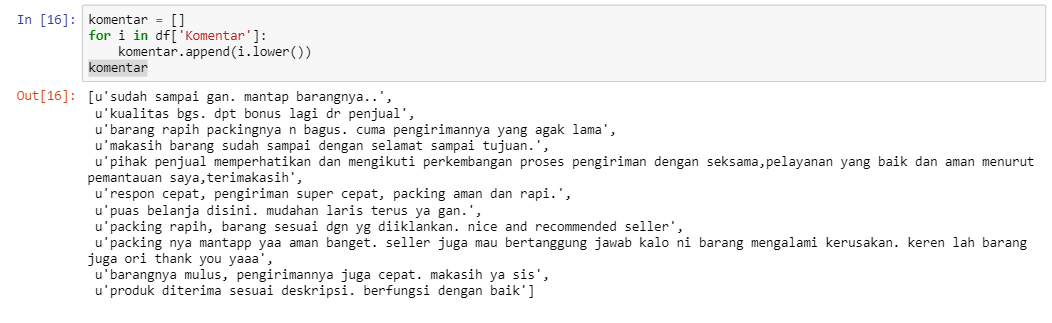 In [16]: komentar = []
for i in df['Komentar']:
    komentar.append(i.lower())
komentar
Out[16]: [u'sudah sampai gan. mantap barangnya..',
u'kualitas bgs. dpt bonus lagi dr penjual',
u'barang rapih packingnya n bagus. cuma pengirimannya yang agak lama',
u'makasih barang sudah sampai dengan selamat sampai tujuan.',
u'pihak penjual memperhatikan dan mengikuti perkembangan proses pengiriman dengan seksama,pelayanan yang baik dan aman menurut
pemantauan saya,terimakasih',
u'respon cepat, pengiriman super cepat, packing aman dan rapi.',
u'puas belanja disini. mudahan laris terus ya gan.',
u'packing rapih, barang sesuai dgn yg diiklankan. nice and recommended seller',
u'packing nya mantapp yaa aman banget. seller juga mau bertanggung jawab kalo ni barang mengalami kerusakan. keren lah barang
juga ori thank you yaaa',
u'barangnya mulus, pengirimannya juga cepat. makasih ya sis',
u'produk diterima sesuai deskripsi. berfungsi dengan baik']